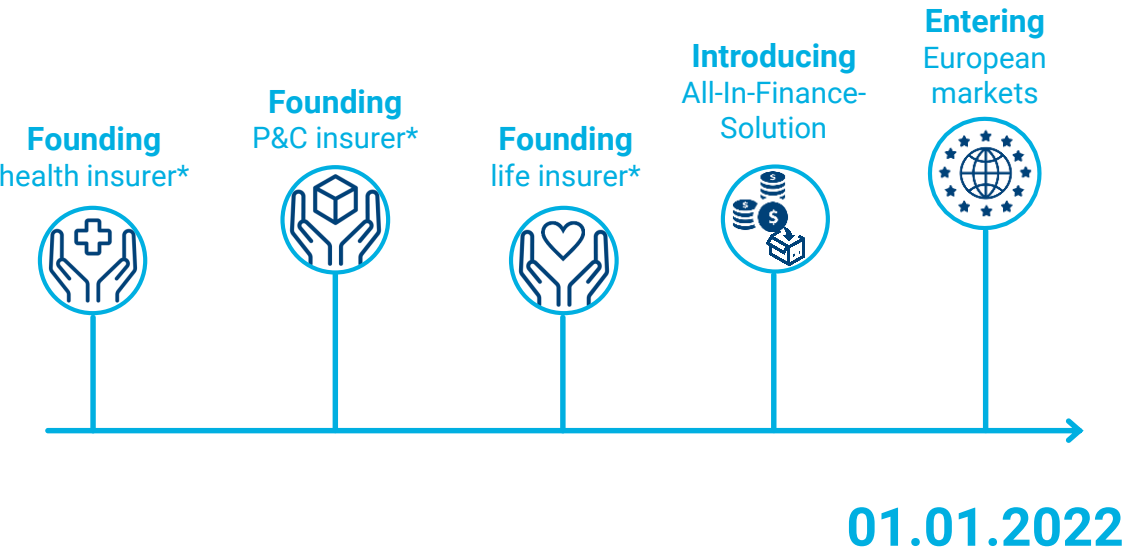 Founding
health insurer*
Founding
P&C insurer*
Founding
life insurer*
Introducing
All-In-Finance-
Solution
Entering
European
markets
$
$
$
01.01.2022